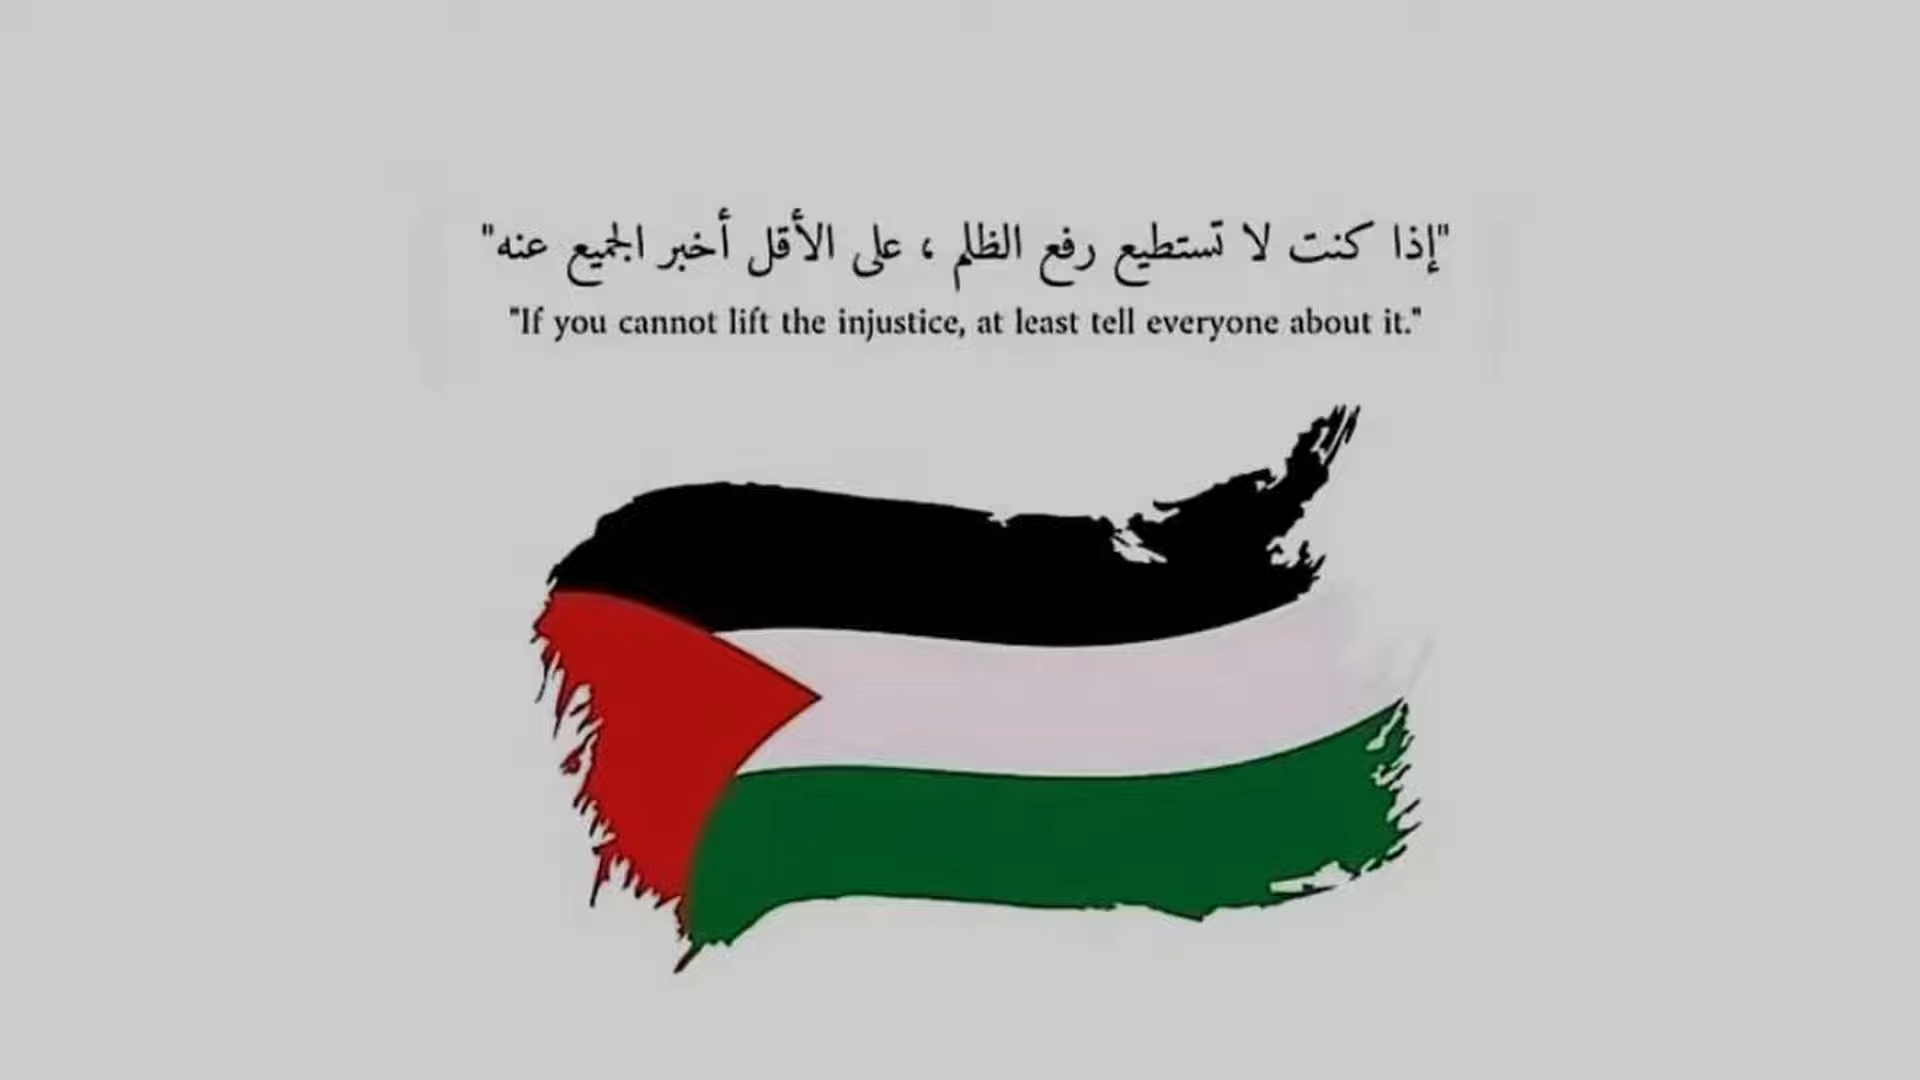 "إذا كنت لا تستطيع رفع الظلم ، على الأقل أخبر الجميع عنه"
"If you cannot lift the injustice, at least tell everyone about it."